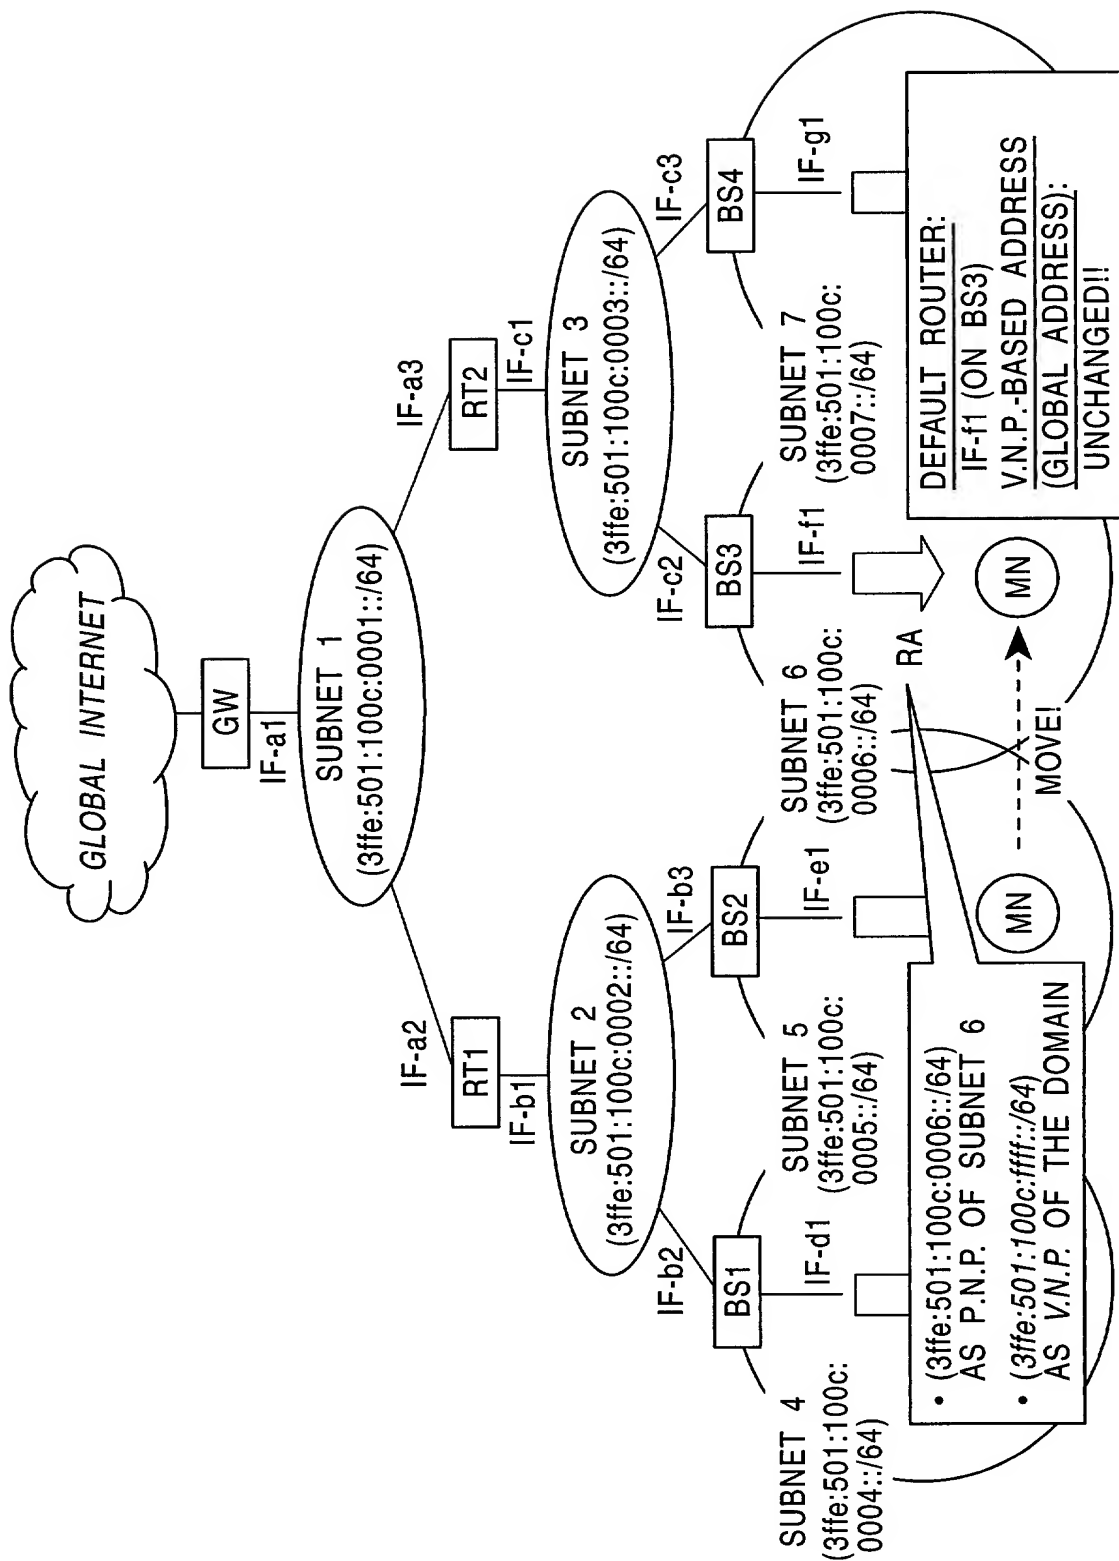 GLOBAL INTERNET
GW
IF-a1
SUBNET 1
(3ffe:501:100c:0001::/64)
IF-a2
IF-a3
RT1
RT2
IF-b1
IF-c1
SUBNET 2
(3ffe:501:100c:0002::/64)
SUBNET 3
(3ffe:501:100c:0003::/64)
IF-b2
IF-b3
IF-c2
IF-c3
BS1
BS2
BS3
BS4
IF-d1
IF-e1
IF-f1
IF-g1
SUBNET 4
(3ffe:501:100c:
0004::/64)
SUBNET 5
(3ffe:501:100c:
0005::/64)
SUBNET 6
(3ffe:501:100c:
0006::/64)
SUBNET 7
(3ffe:501:100c:
0007::/64)
RA
• (3ffe:501:100c:0006::/64)
AS P.N.P. OF SUBNET 6
• (3ffe:501:100c:ffff::/64)
AS V.N.P. OF THE DOMAIN
MN
MOVE!
MN
DEFAULT ROUTER:
IF-f1 (ON BS3)
V.N.P.-BASED ADDRESS
(GLOBAL ADDRESS):
UNCHANGED!!